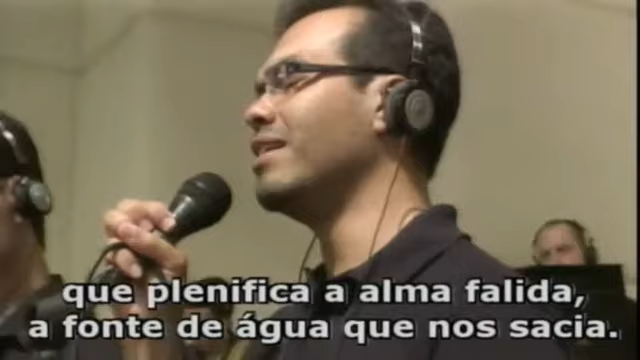 que plenifica a alma falida,
a fonte de água que nos sacia.